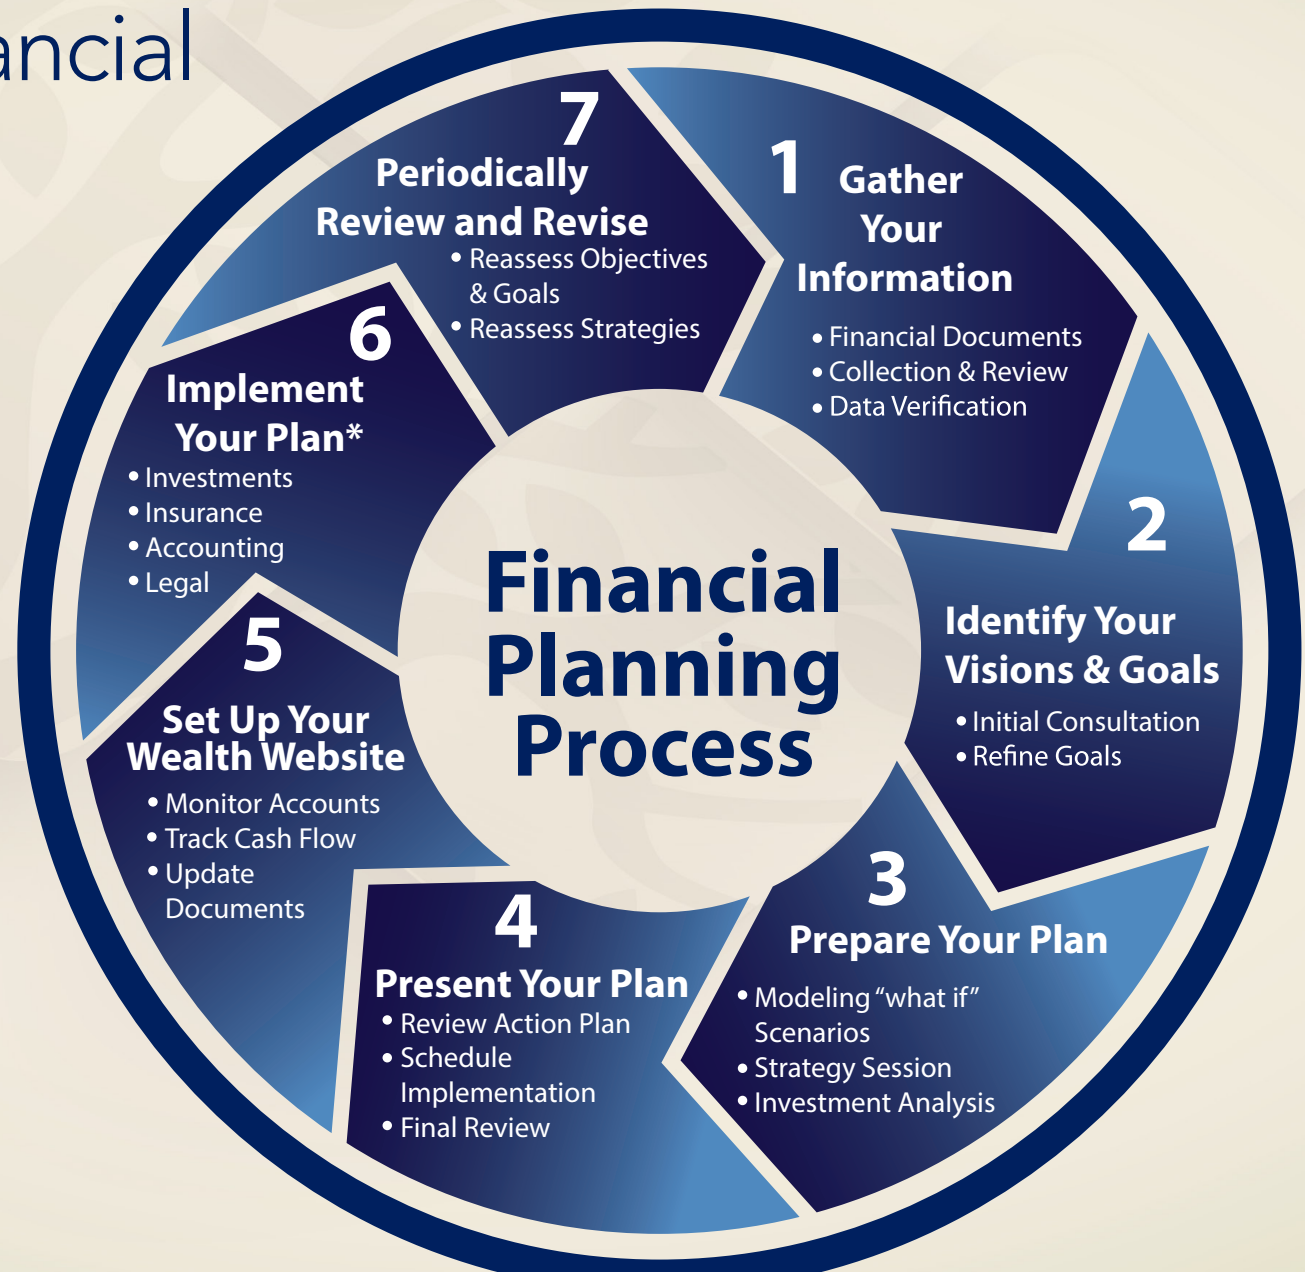 ancial
Financial
Planning
Process
1
Gather
Your
Information
• Financial Documents
• Collection & Review
• Data Verification
2
Identify Your
Visions & Goals
• Initial Consultation
• Refine Goals
3
Prepare Your Plan
• Modeling “what if”
Scenarios
• Strategy Session
• Investment Analysis
4
Present Your Plan
• Review Action Plan
• Schedule
Implementation
• Final Review
5
Set Up Your
Wealth Website
• Monitor Accounts
• Track Cash Flow
• Update
Documents
6
Implement
Your Plan*
• Investments
• Insurance
• Accounting
• Legal
7
Periodically
Review and Revise
• Reassess Objectives
& Goals
• Reassess Strategies